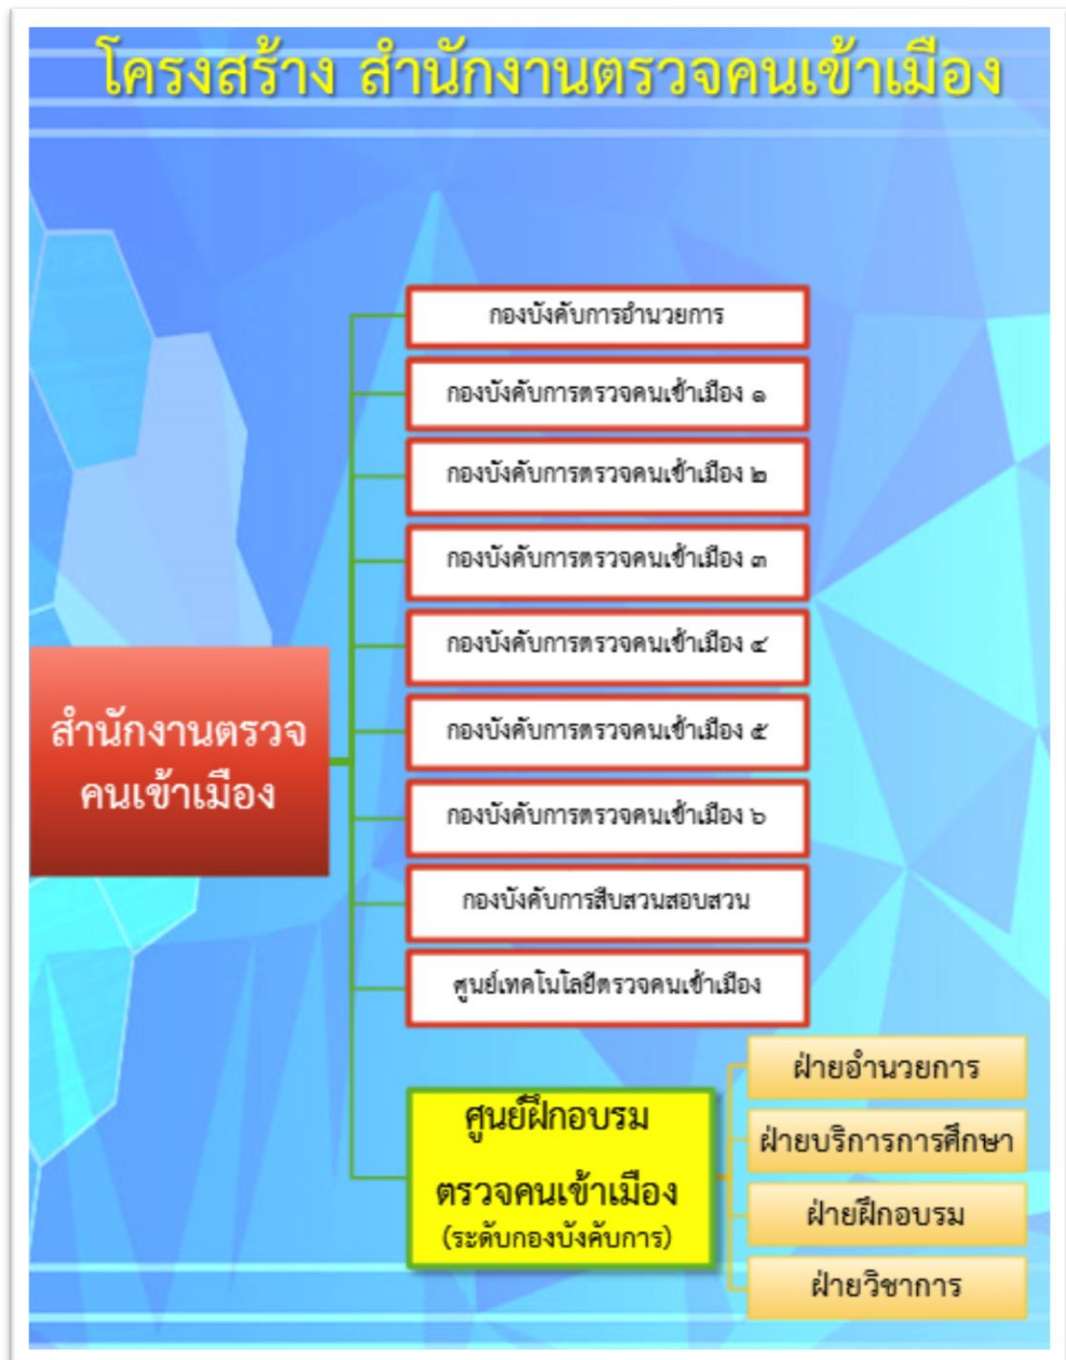 โครงสร้าง สำนักงานตรวจคนเข้าเมือง
สำนักงานตรวจ
คนเข้าเมือง
กองบังคับการอำนวยการ
กองบังคับการตรวจคนเข้าเมือง ๑
กองบังคับการตรวจคนเข้าเมือง ๒
กองบังคับการตรวจคนเข้าเมือง ๓
กองบังคับการตรวจคนเข้าเมือง ๔
กองบังคับการตรวจคนเข้าเมือง ๕
กองบังคับการตรวจคนเข้าเมือง ๖
กองบังคับการสืบสวนสอบสวน
ศูนย์เทคโนโลยีตรวจคนเข้าเมือง
ศูนย์ฝึกอบรม
ตรวจคนเข้าเมือง
(ระดับกองบังคับการ)
ฝ่ายอำนวยการ
ฝ่ายบริการการศึกษา
ฝ่ายฝึกอบรม
ฝ่ายวิชาการ